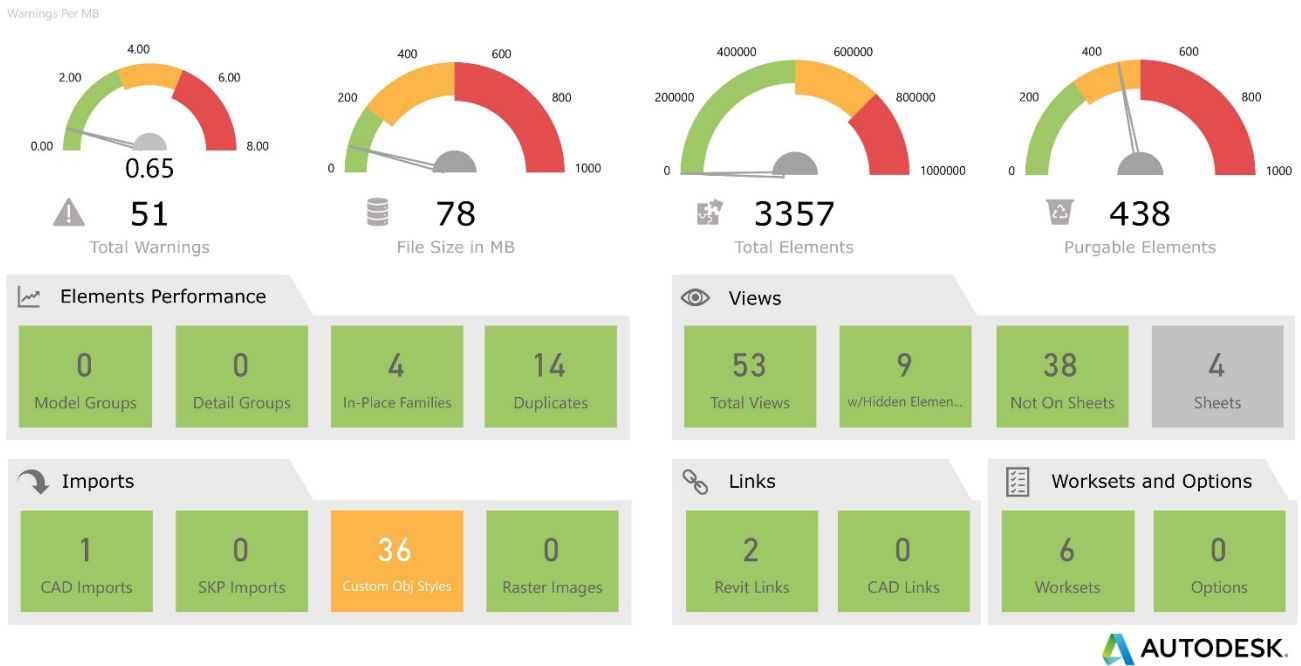 Warnings Per MB
4.00
2.00 6.00
0.00 8.00
0.65
51
Total Warnings
400 600
200 800
0 1000
78
File Size in MB
400000 600000
200000 800000
0 1000000
3357
Total Elements
400 600
200 800
0 1000
438
Purgable Elements
Elements Performance
0 0 4 14
Model Groups Detail Groups In-Place Families Duplicates
Views
53 9 38 4
Total Views w/Hidden Elemen... Not On Sheets Sheets
Imports
1 0 36 0
CAD Imports SKP Imports Custom Obj Styles Raster Images
Links
2 0
Revit Links CAD Links
Worksets and Options
6 0
Worksets Options
AUTODESK.